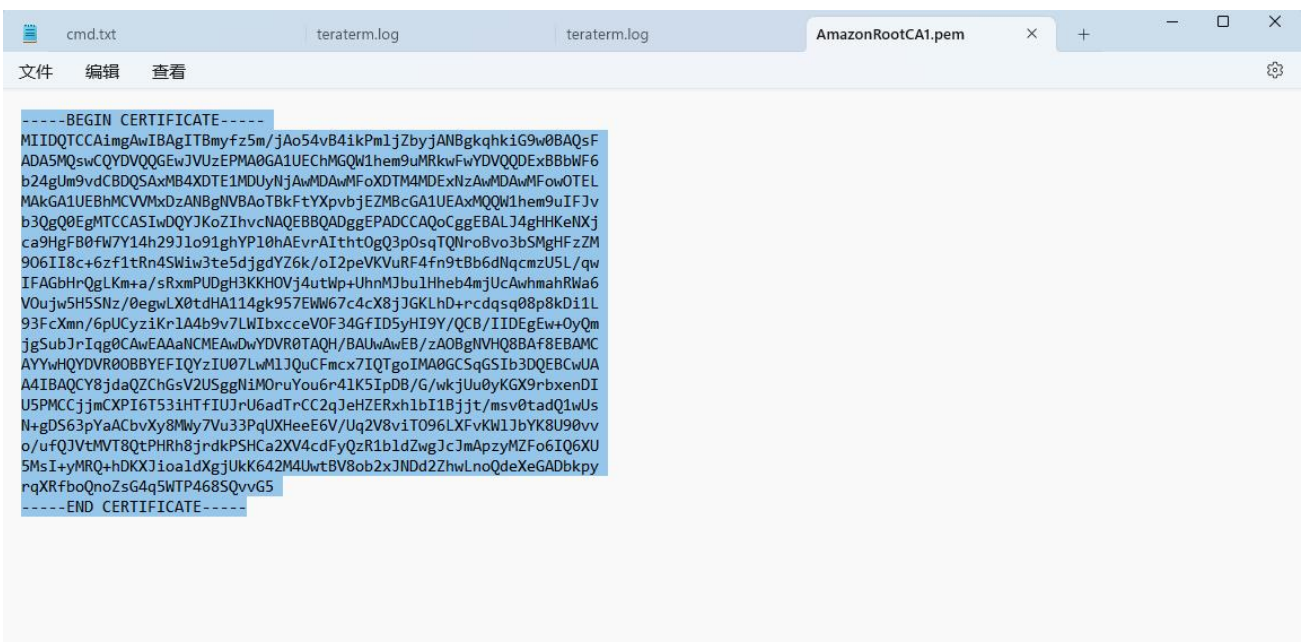 cmd.txt teraterm.log teraterm.log AmazonRootCA1.pem
文件 编辑 查看
-----BEGIN CERTIFICATE-----
MIIDQTCCAimgAwIBAgITBmyfz5m/jAo54vB4ikPmljZbyjANBgkqhkiG9w0BAQsF
ADA5MQswCQYDVQQGEwJVUzEPMA0GA1UEChMGQW1hem9uMRkwFwYDVQQDExBBbWF6
b24gUm9vdCBDQSAxMB4XDTE1MDUyNjAwMDAwMFoXDTM4MDExNzAwMDAwMFowOTEL
MAkGA1UEBhMCVVMxDzANBgNVBAoTBkFtYXpvbjEZMBcGA1UEAxMQQW1hem9uIFJv
b3QgQ0EgMTCCASIwDQYJKoZIhvcNAQEBBQADggEPADCCAQoCggEBALJ4gHHKeNXj
ca9HgFB0fW7Y14h29Jlo91ghYPl0hAEvrAIthtOgQ3pOsqTQNroBvo3bSMgHFzZM
9O6II8c+6zf1tRn4SWiw3te5djgdYZ6k/oI2peVKVuRF4fn9tBb6dNqcmzU5L/qw
IFAGbHrQgLKm+a/sRxmPUDgH3KKHOVj4utWp+UhnMJbulHheb4mjUcAwhmahRWa6
VOujw5H5SNz/0egwLX0tdHA114gk957EWW67c4cX8jJGKLhD+rcdqsq08p8kDi1L
93FcXmn/6pUCyziKrlA4b9v7LWIbxcceVOF34GfID5yHI9Y/QCB/IIDEgEw+OyQm
jgSubJrIqg0CAwEAAaNCMEAwDwYDVR0TAQH/BAUwAwEB/zAOBgNVHQ8BAf8EBAMC
AYYwHQYDVR0OBBYEFIQYzIU07LwMlJQuCFmcx7IQTgoIMA0GCSqGSIb3DQEBCwUA
A4IBAQCY8jdaQZChGsV2USggNiMOruYou6r4lK5IpDB/G/wkjUu0yKGX9rbxenDI
U5PMCCjjmCXPI6T53iHTfIUJrU6adTrCC2qJeHZERxhlbI1Bjjt/msv0tadQ1wUs
N+gDS63pYaACbvXy8MWy7Vu33PqUXHeeE6V/Uq2V8viTO96LXFvKWlJbYK8U90vv
o/ufQJVtMVT8QtPHRh8jrdkPSHCa2XV4cdFyQzR1bldZwgJcJmApzyMZFo6IQ6XU
5MsI+yMRQ+hDKXJioaldXgjUkK642M4UwtBV8ob2xJNDd2ZhwLnoQdeXeGADbkpy
rqXRfboQnoZsG4q5WTP468SQvvG5
-----END CERTIFICATE-----